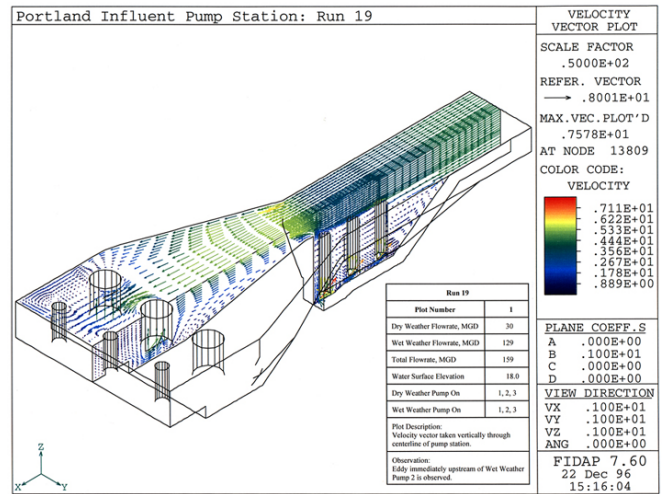 Portland Influent Pump Station: Run 19
VELOCITY
VECTOR PLOT
SCALE FACTOR
.5000E+02
REFER. VECTOR
.8001E+01
MAX.VEC.PLOT'D
.7578E+01
AT NODE 13809
COLOR CODE:
VELOCITY
.711E+01
.622E+01
.533E+01
.444E+01
.356E+01
.267E+01
.178E+01
.889E+00
PLANE COEFF.S
A .000E+00
B .100E+01
C .000E+00
D .000E+00
VIEW DIRECTION
VX .100E+01
VY .100E+01
VZ .100E+01
ANG .000E+00
FIDAP 7.60
22 Dec 96
15:16:04
Run 19
Plot Number 1
Dry Weather Flowrate, MGD 30
Wet Weather Flowrate, MGD 129
Total Flowrate, MGD 159
Water Surface Elevation 18.0
Dry Weather Pump On 1, 2, 3
Wet Weather Pump On 1, 2, 3
Plot Description:
Velocity vector taken vertically through
centerline of pump station.
Observation:
Eddy immediately upstream of Wet Weather
Pump 2 is observed.
Z
X Y